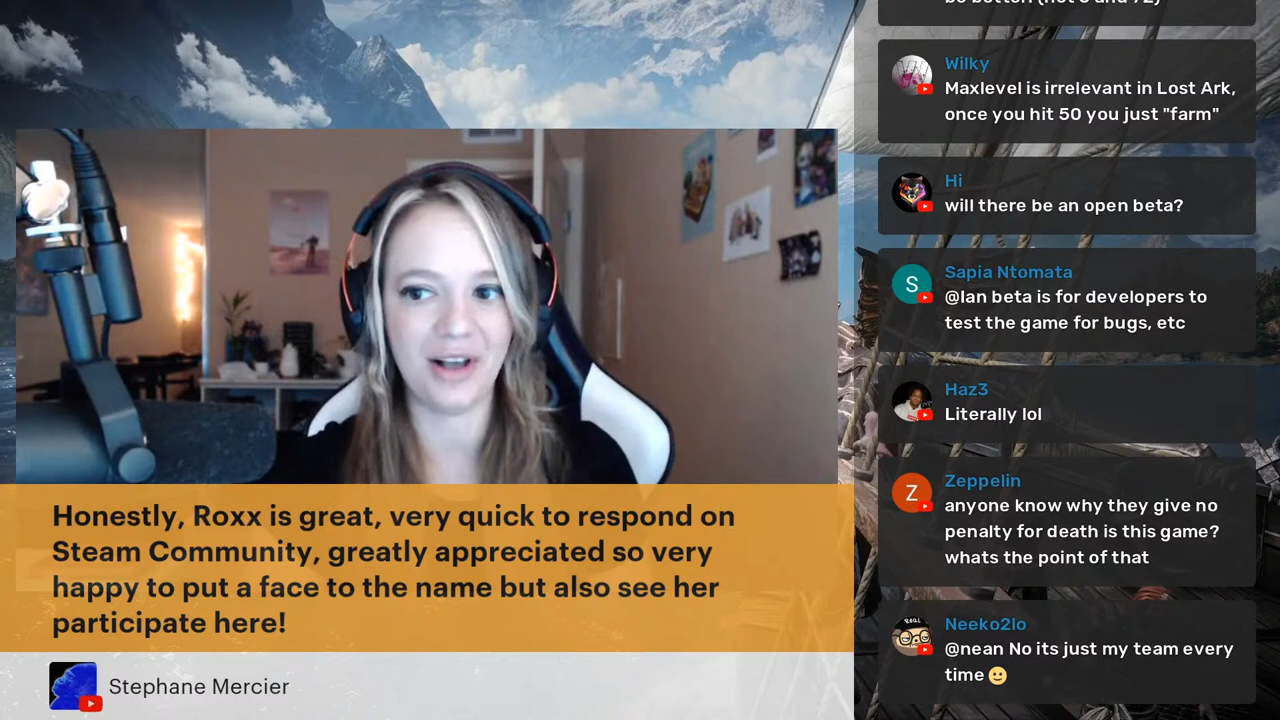 Wilky
Maxlevel is irrelevant in Lost Ark,
once you hit 50 you just "farm"
Hi
will there be an open beta?
Sapia Ntomata
@Ian beta is for developers to
test the game for bugs, etc
Haz3
Literally lol
Zeppelin
anyone know why they give no
penalty for death is this game?
whats the point of that
Neeko2lo
@nean No its just my team every
time 🙂
Honestly, Roxx is great, very quick to respond on
Steam Community, greatly appreciated so very
happy to put a face to the name but also see her
participate here!
Stephane Mercier